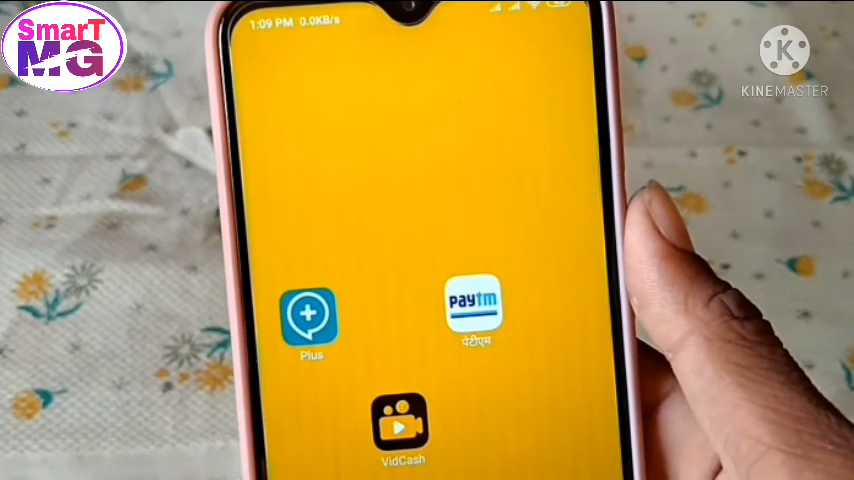 SmarT
MG
1:09 PM 0.0KB/s
K
KINEMASTER
Plus
Paytm
पेटीएम
VidCash